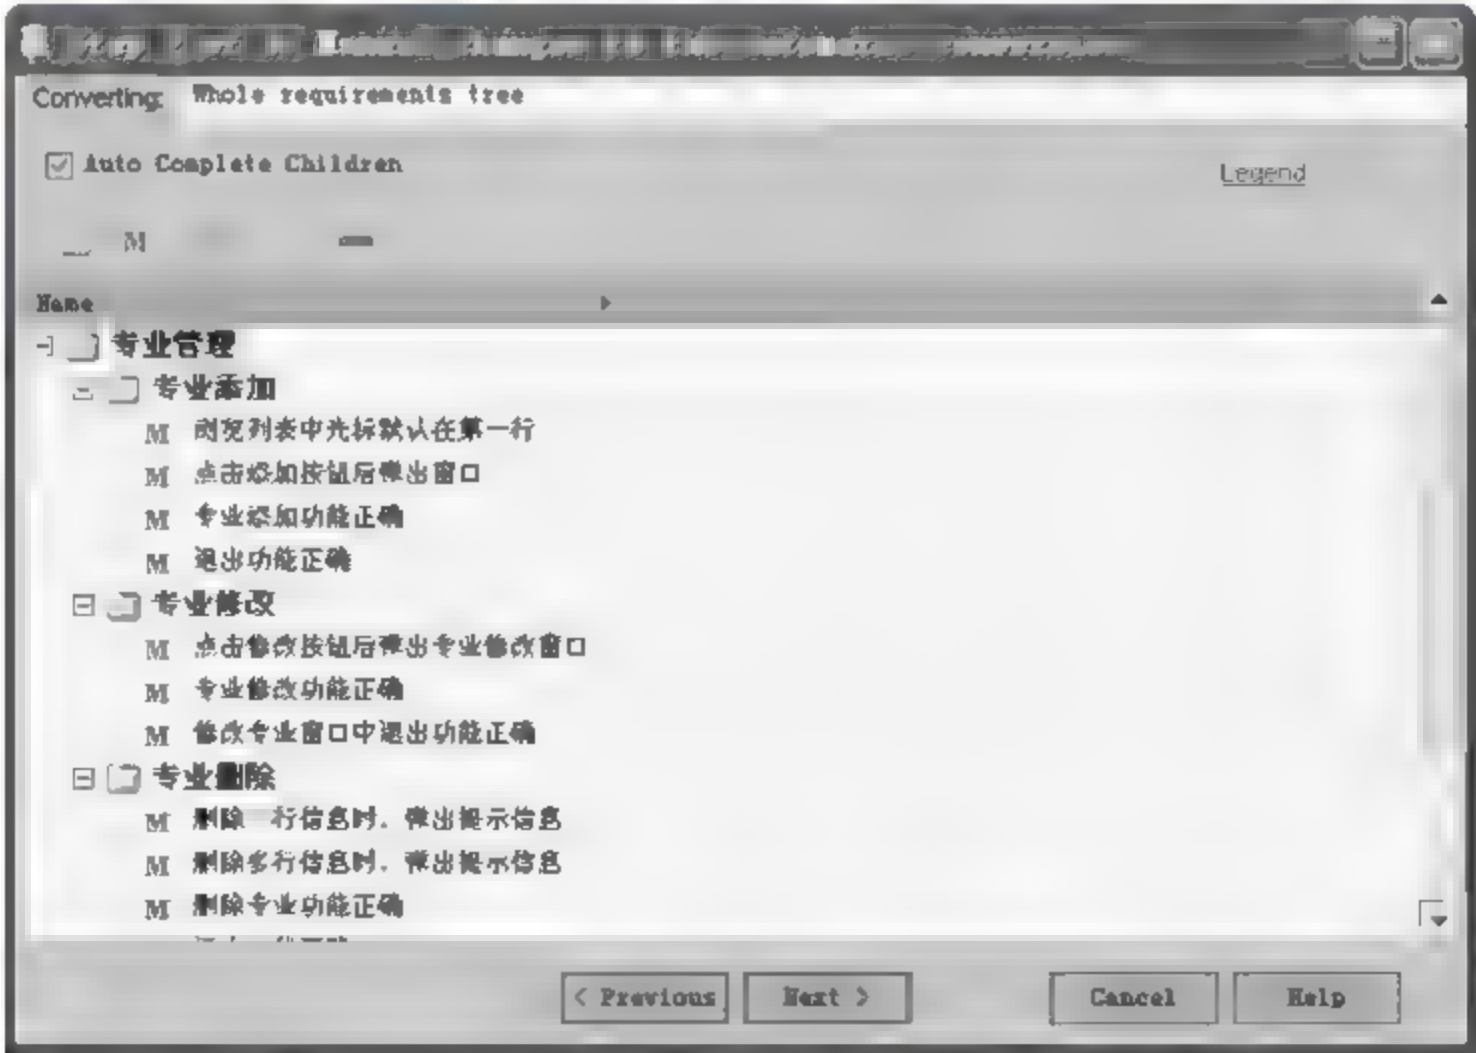 Converting: Whole requirements tree
Auto Complete Children
Legend
M
Name
专业管理
专业添加
M 浏览列表中光标默认在第一行
M 点击添加按钮后弹出窗口
M 专业添加功能正确
M 退出功能正确
专业修改
M 点击修改按钮后弹出专业修改窗口
M 专业修改功能正确
M 修改专业窗口中退出功能正确
专业删除
M 删除一行信息时，弹出提示信息
M 删除多行信息时，弹出提示信息
M 删除专业功能正确
< Previous
Next >
Cancel
Help